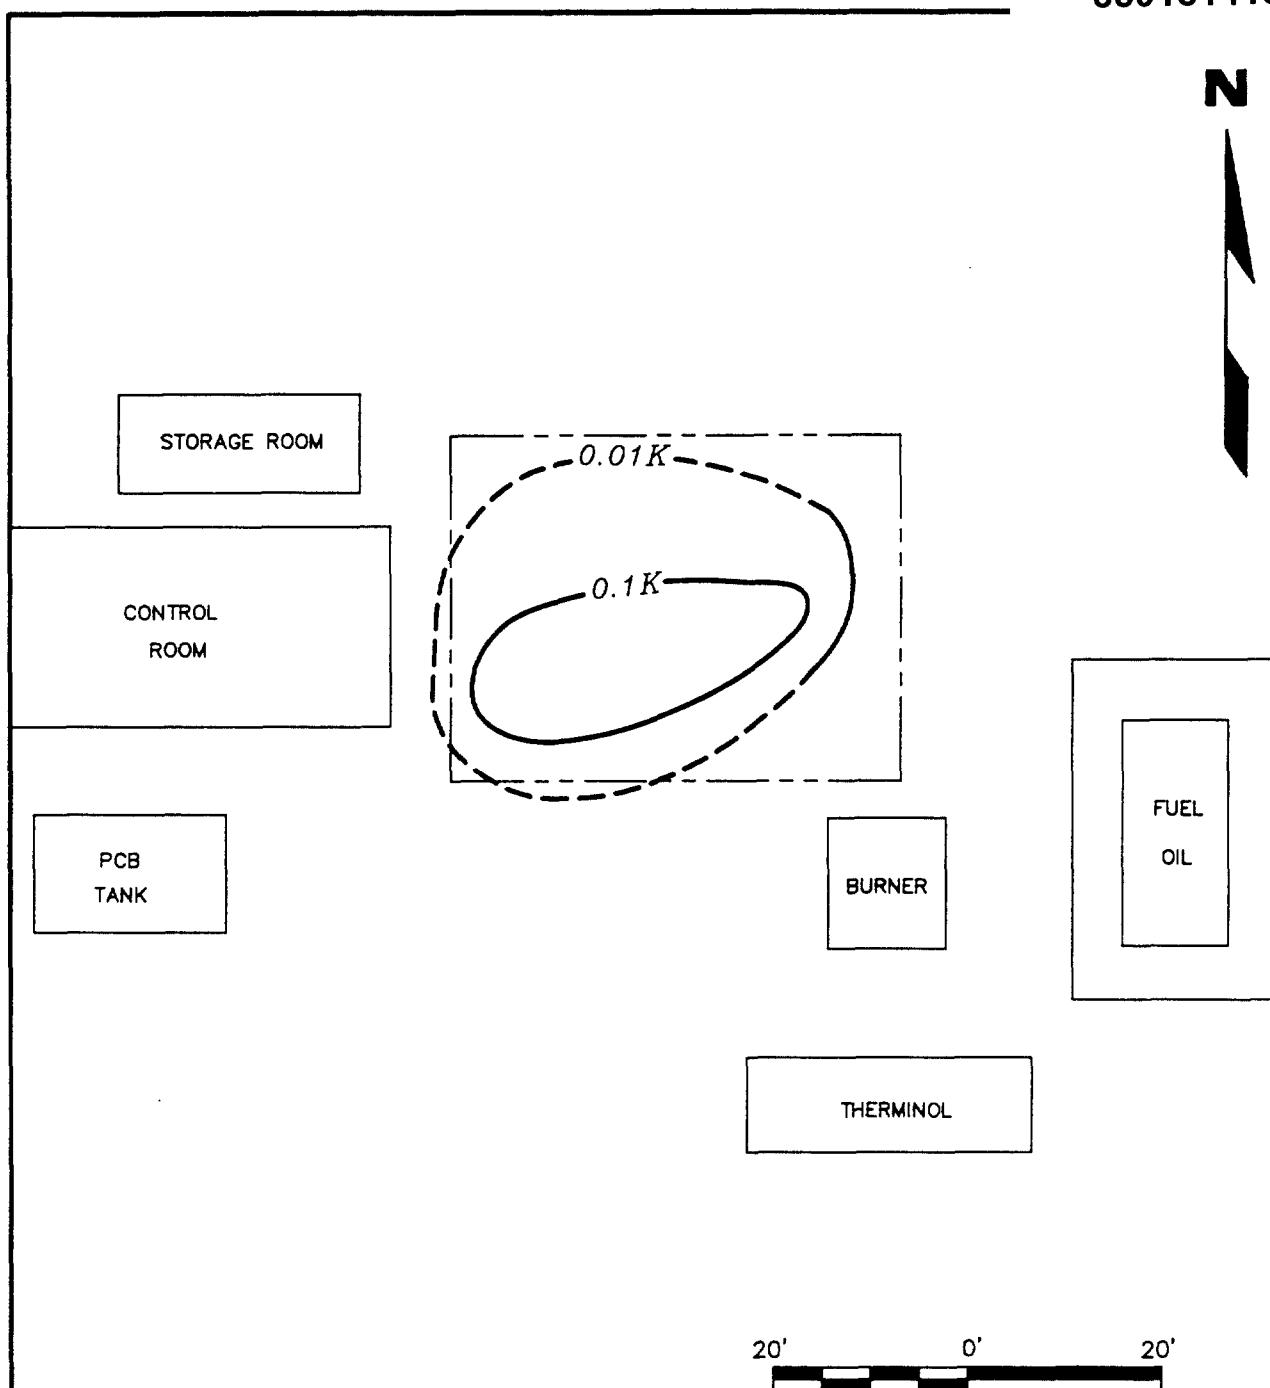 N
STORAGE ROOM
0.01K
0.1K
CONTROL
ROOM
FUEL
OIL
PCB
TANK
BURNER
THERMINOL
20' 0' 20'